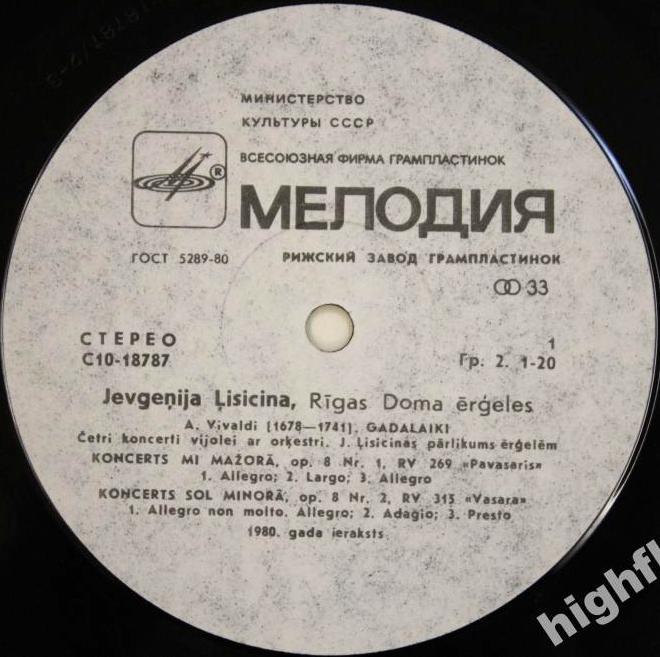 МИНИСТЕРСТВО
КУЛЬТУРЫ СССР
ВСЕСОЮЗНАЯ ФИРМА ГРАМПЛАСТИНОК
®
МЕЛОДИЯ
ГОСТ 5289-80
РИЖСКИЙ ЗАВОД ГРАМПЛАСТИНОК
33
СТЕРЕО
С10-18787
1
Гр. 2. 1-20
Jevgeņija Ļisicina, Rīgas Doma ērģeles
A. Vivaldi (1678—1741). GADALAIKI
Četri koncerti vijolei ar orķestri. J. Ļisicinas pārlikums ērģelēm
KONCERTS MI MAŽORĀ, op. 8 Nr. 1, RV 269 «Pavasaris»
1. Allegro; 2. Largo; 3. Allegro
KONCERTS SOL MINORĀ, op. 8 Nr. 2, RV 315 «Vasara»
1. Allegro non molto. Allegro; 2. Adagio; 3. Presto
1980. gada ieraksts
highfl